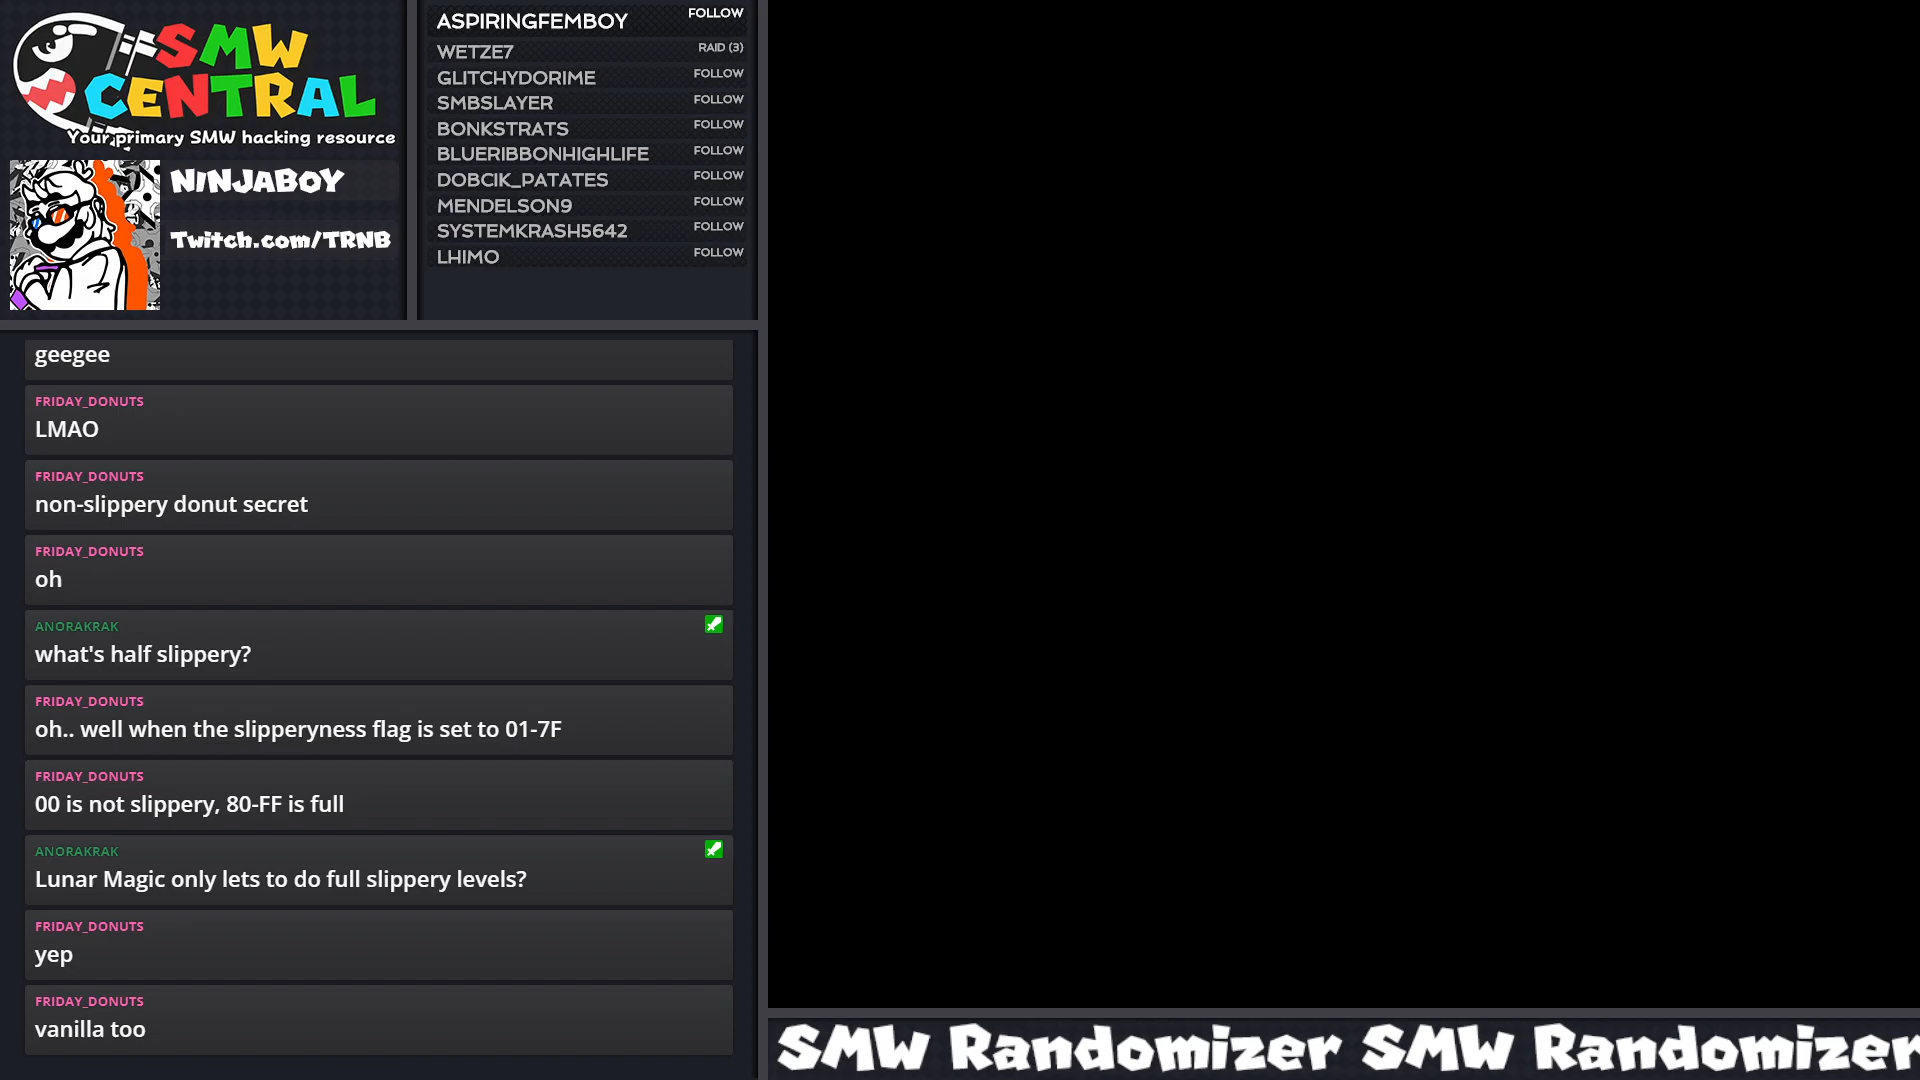 SMW
CENTRAL
Your primary SMW hacking resource
NINJABOY
Twitch.com/TRNB
ASPIRINGFEMBOY FOLLOW
WETZE7 RAID (3)
GLITCHYDORIME FOLLOW
SMBSLAYER FOLLOW
BONKSTRATS FOLLOW
BLUERIBBONHIGHLIFE FOLLOW
DOBCIK_PATATES FOLLOW
MENDELSON9 FOLLOW
SYSTEMKRASH5642 FOLLOW
LHIMO FOLLOW
geegee
FRIDAY_DONUTS
LMAO
FRIDAY_DONUTS
non-slippery donut secret
FRIDAY_DONUTS
oh
ANORAKRAK
what's half slippery?
FRIDAY_DONUTS
oh.. well when the slipperyness flag is set to 01-7F
FRIDAY_DONUTS
00 is not slippery, 80-FF is full
ANORAKRAK
Lunar Magic only lets to do full slippery levels?
FRIDAY_DONUTS
yep
FRIDAY_DONUTS
vanilla too
SMW Randomizer SMW Randomizer